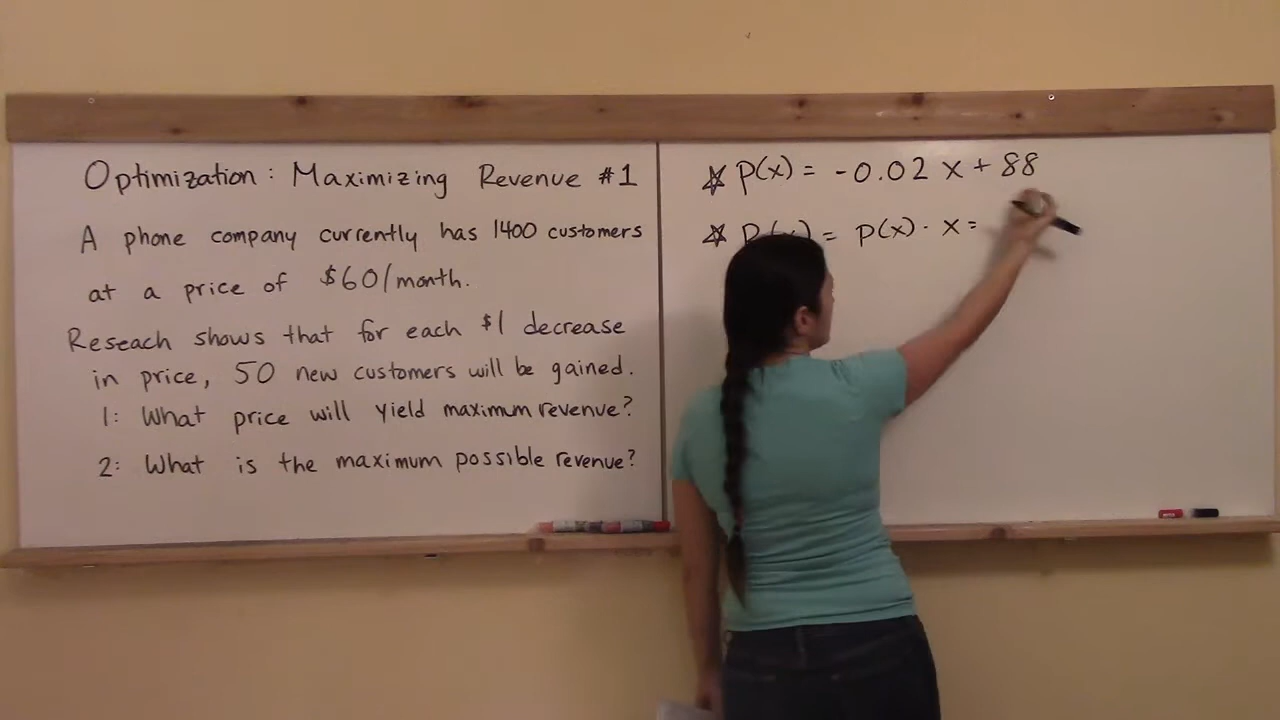 Optimization: Maximizing Revenue #1
A phone company currently has 1400 customers
at a price of $60/month.
Reseach shows that for each $1 decrease
in price, 50 new customers will be gained.
1: What price will yield maximum revenue?
2: What is the maximum possible revenue?
☆ p(x) = -0.02 x + 88
☆ = p(x) · x =